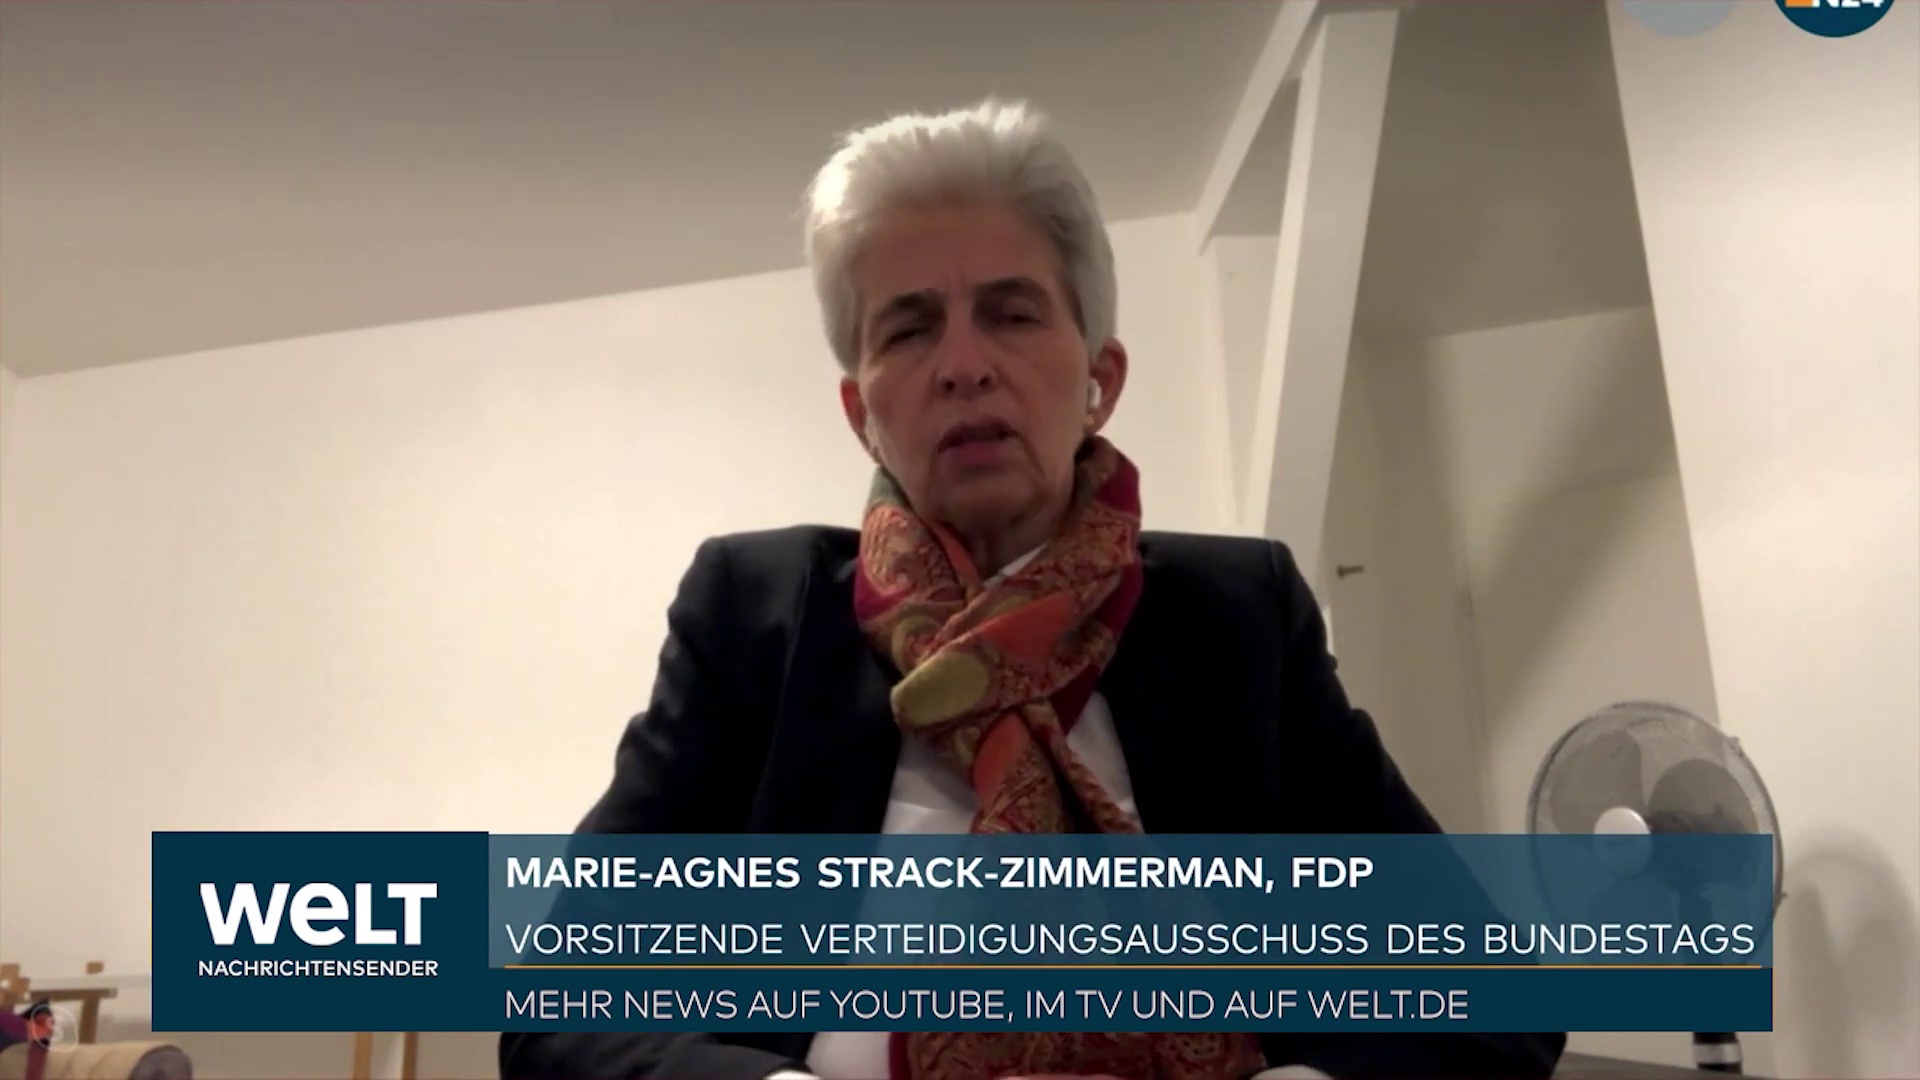 N24
MARIE-AGNES STRACK-ZIMMERMAN, FDP
VORSITZENDE VERTEIDIGUNGSAUSSCHUSS DES BUNDESTAGS
WELT
NACHRICHTENSENDER
MEHR NEWS AUF YOUTUBE, IM TV UND AUF WELT.DE